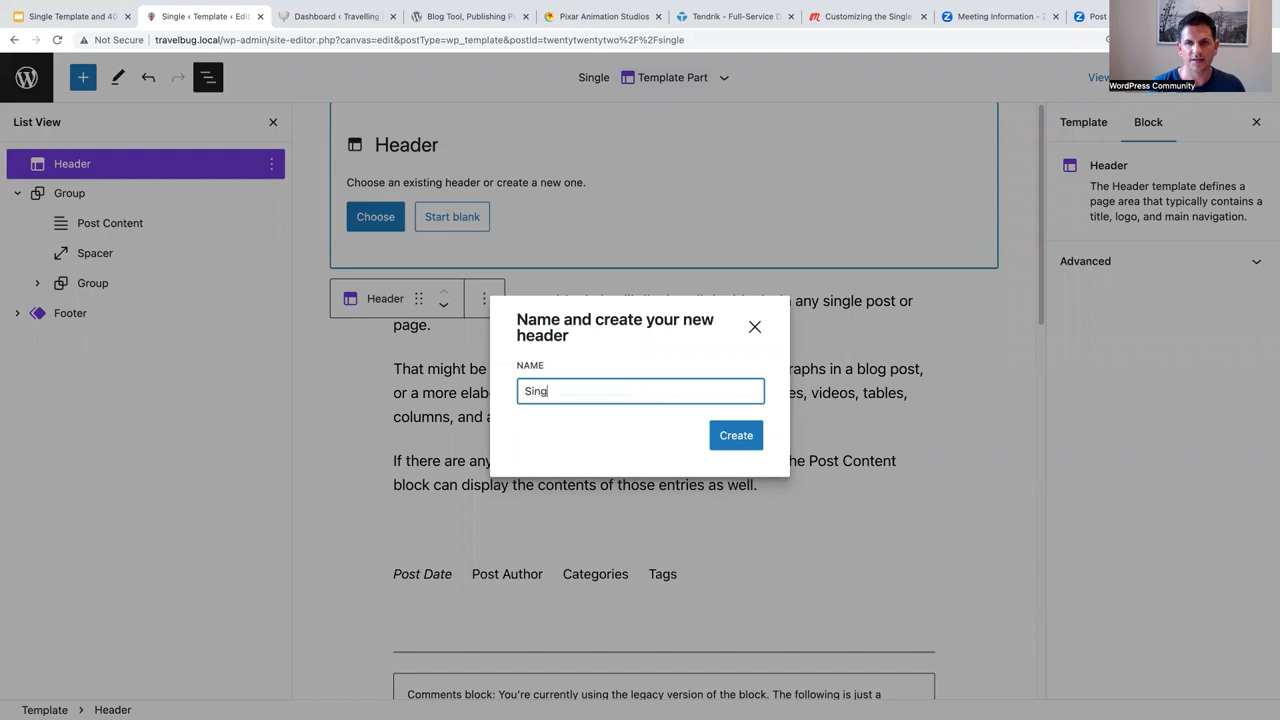 Single Template and 40
Single ‹ Template ‹ Edit
Dashboard ‹ Travelling
Blog Tool, Publishing Pl
Pixar Animation Studios
Tendrik - Full-Service D
Customizing the Single
Meeting Information - Z
Post
Not Secure
travelbug.local/wp-admin/site-editor.php?canvas=edit&postType=wp_template&postId=twentytwentytwo%2F%2Fsingle
WordPress Community
Single Template Part
View
List View
Header
Group
Post Content
Spacer
Group
Footer
Header
Choose an existing header or create a new one.
Choose
Start blank
Header
any single post or
page.
That might be
raphs in a blog post,
or a more elab
es, videos, tables,
columns, and a
If there are any
he Post Content
block can display the contents of those entries as well.
Post Date Post Author Categories Tags
Comments block: You're currently using the legacy version of the block. The following is just a
Name and create your new
header
NAME
Sing
Create
Template Block
Header
The Header template defines a
page area that typically contains a
title, logo, and main navigation.
Advanced
Template Header